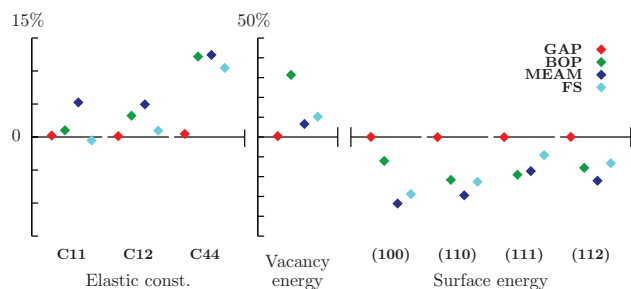 15%
50%
GAP
BOP
MEAM
FS
0
C11 C12 C44
Elastic const.
Vacancy
energy
(100) (110) (111) (112)
Surface energy